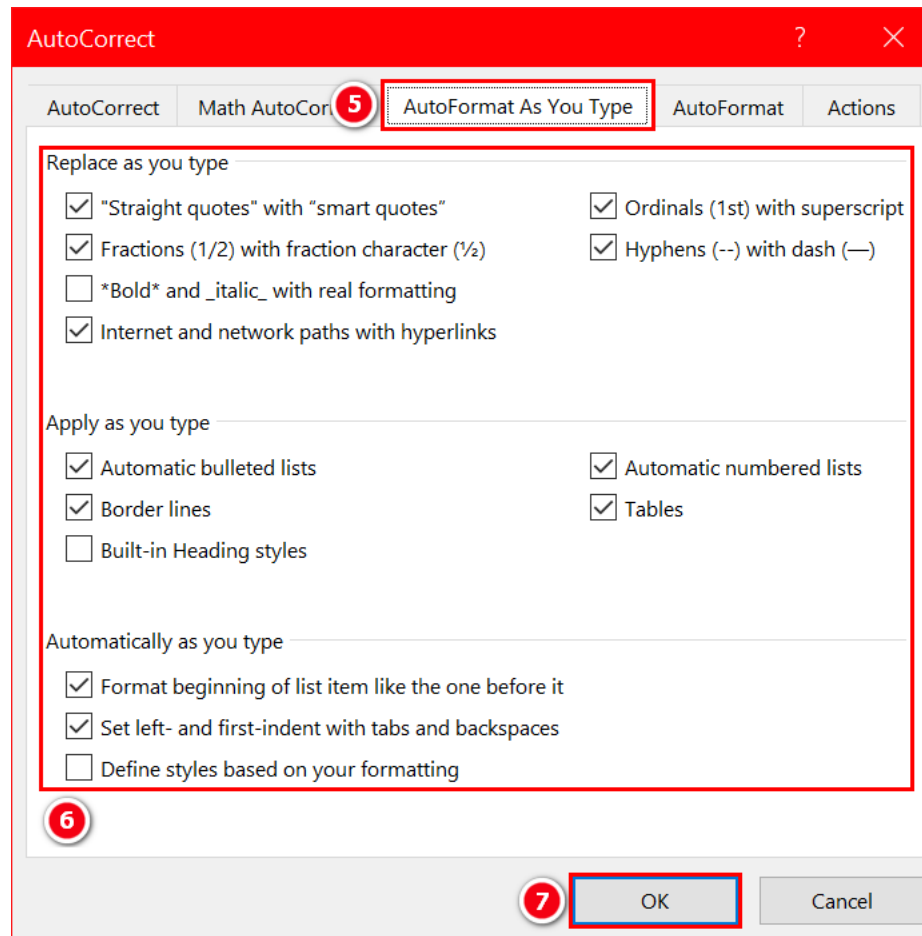 AutoCorrect ?
AutoCorrect Math AutoCor 5 AutoFormat As You Type AutoFormat Actions
Replace as you type
"Straight quotes" with “smart quotes” Ordinals (1st) with superscript
Fractions (1/2) with fraction character (½) Hyphens (--) with dash (—)
*Bold* and _italic_ with real formatting
Internet and network paths with hyperlinks
Apply as you type
Automatic bulleted lists Automatic numbered lists
Border lines Tables
Built-in Heading styles
Automatically as you type
Format beginning of list item like the one before it
Set left- and first-indent with tabs and backspaces
Define styles based on your formatting
6
7 OK Cancel